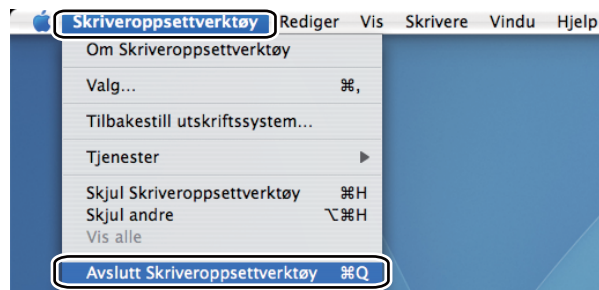 Skriveroppsettverktøy Rediger Vis Skrivere Vindu Hjelp
Om Skriveroppsettverktøy
Valg... ⌘,
Tilbakestill utskriftssystem...
Tjenester
Skjul Skriveroppsettverktøy ⌘H
Skjul andre ⌥⌘H
Vis alle
Avslutt Skriveroppsettverktøy ⌘Q